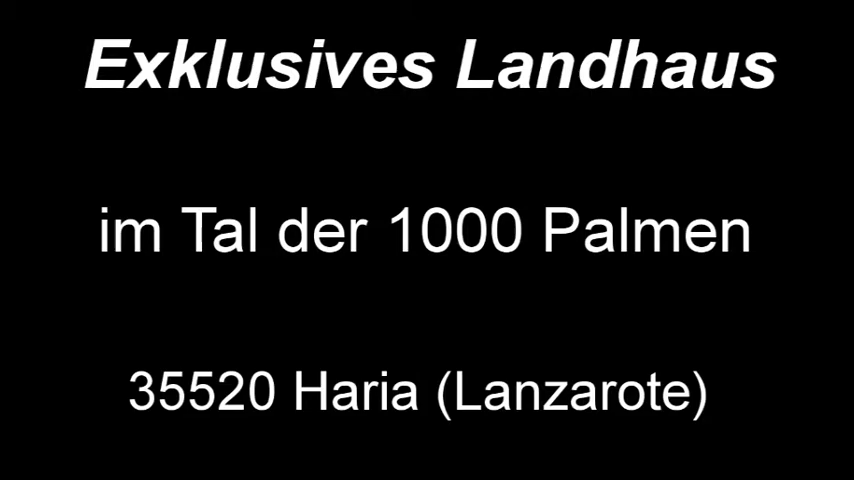 Exklusives Landhaus
im Tal der 1000 Palmen
35520 Haria (Lanzarote)